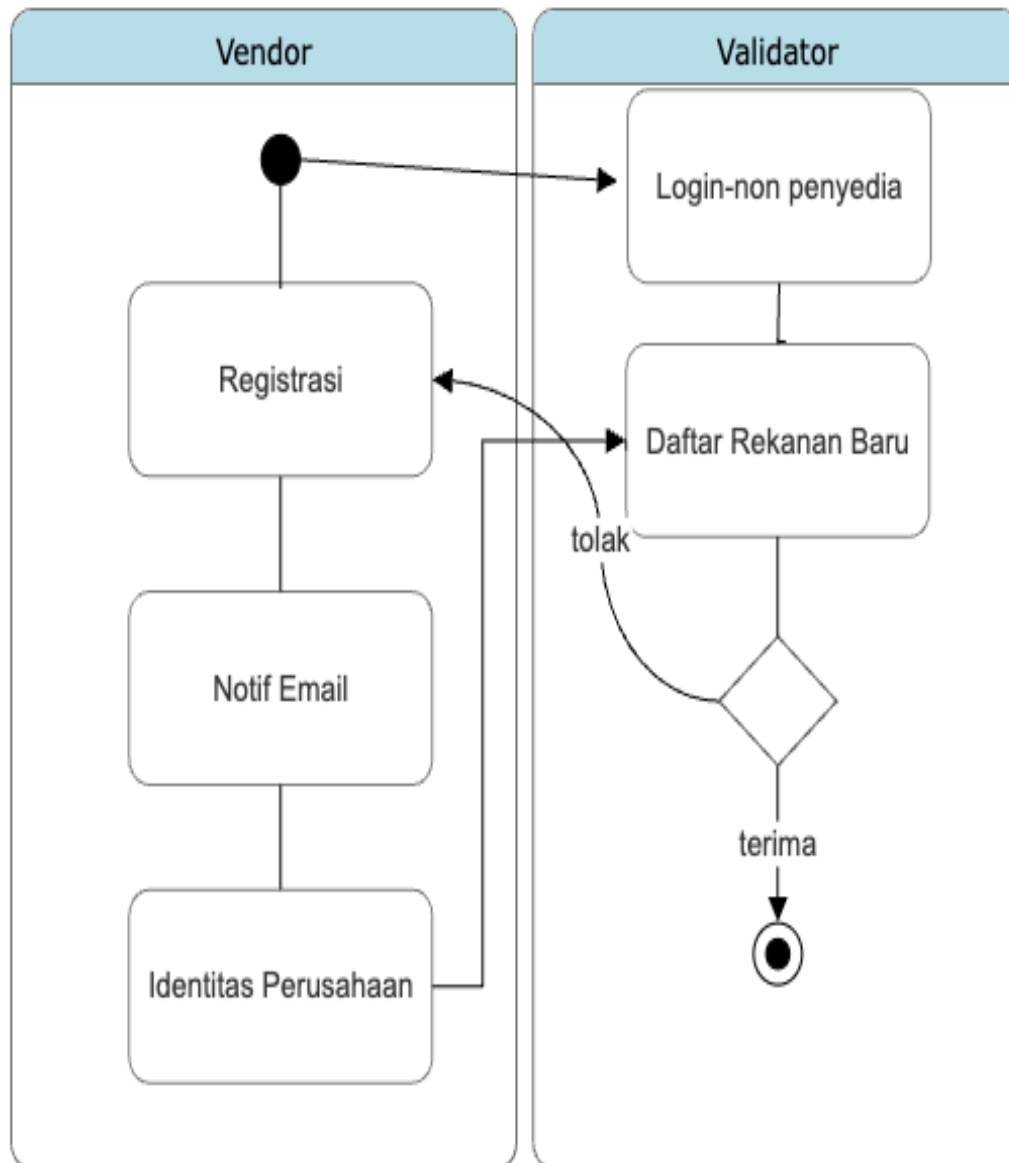 Vendor
Validator
Login-non penyedia
Registrasi
Daftar Rekanan Baru
tolak
Notif Email
terima
Identitas Perusahaan